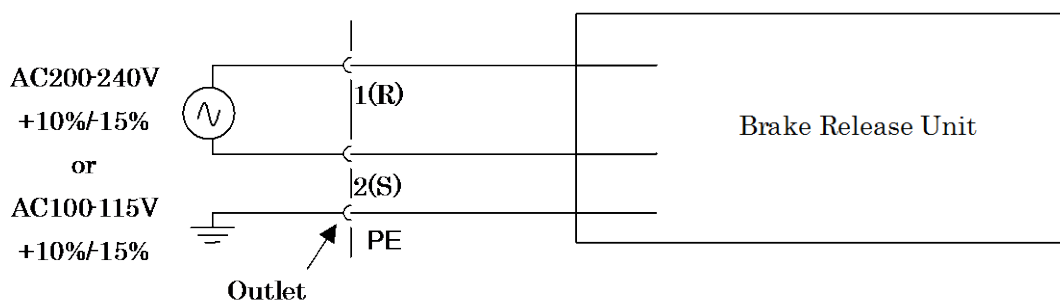 AC200-240V
+10%/-15%
or
AC100-115V
+10%/-15%
1(R)
2(S)
PE
Outlet
Brake Release Unit